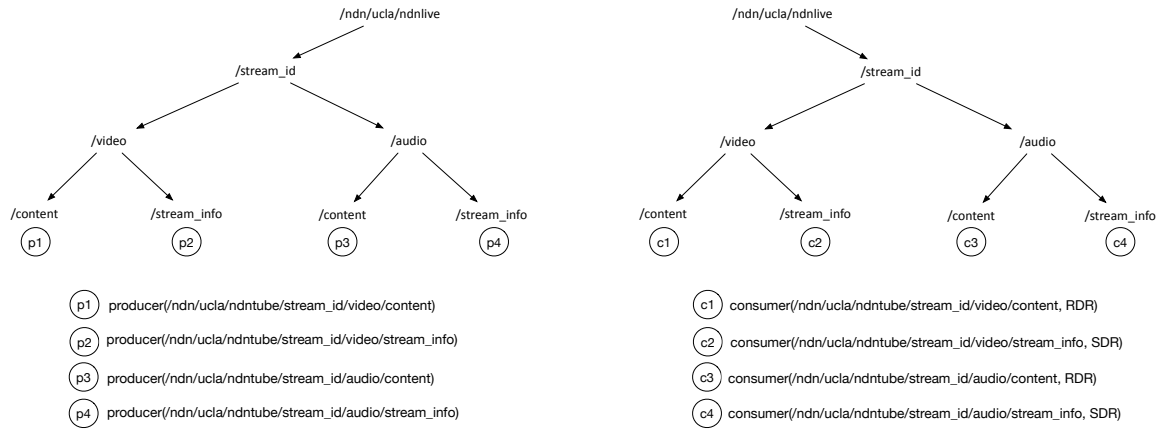 /ndn/ucla/ndnlive
/stream_id
/video
/audio
/content
/stream_info
/content
/stream_info
p1
p2
p3
p4
p1 producer(/ndn/ucla/ndntube/stream_id/video/content)
p2 producer(/ndn/ucla/ndntube/stream_id/video/stream_info)
p3 producer(/ndn/ucla/ndntube/stream_id/audio/content)
p4 producer(/ndn/ucla/ndntube/stream_id/audio/stream_info)
/ndn/ucla/ndnlive
/stream_id
/video
/audio
/content
/stream_info
/content
/stream_info
c1
c2
c3
c4
c1 consumer(/ndn/ucla/ndntube/stream_id/video/content, RDR)
c2 consumer(/ndn/ucla/ndntube/stream_id/video/stream_info, SDR)
c3 consumer(/ndn/ucla/ndntube/stream_id/audio/content, RDR)
c4 consumer(/ndn/ucla/ndntube/stream_id/audio/stream_info, SDR)